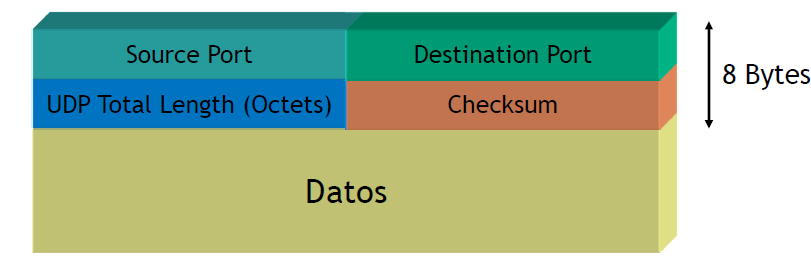 Source Port
Destination Port
8 Bytes
UDP Total Length (Octets)
Checksum
Datos